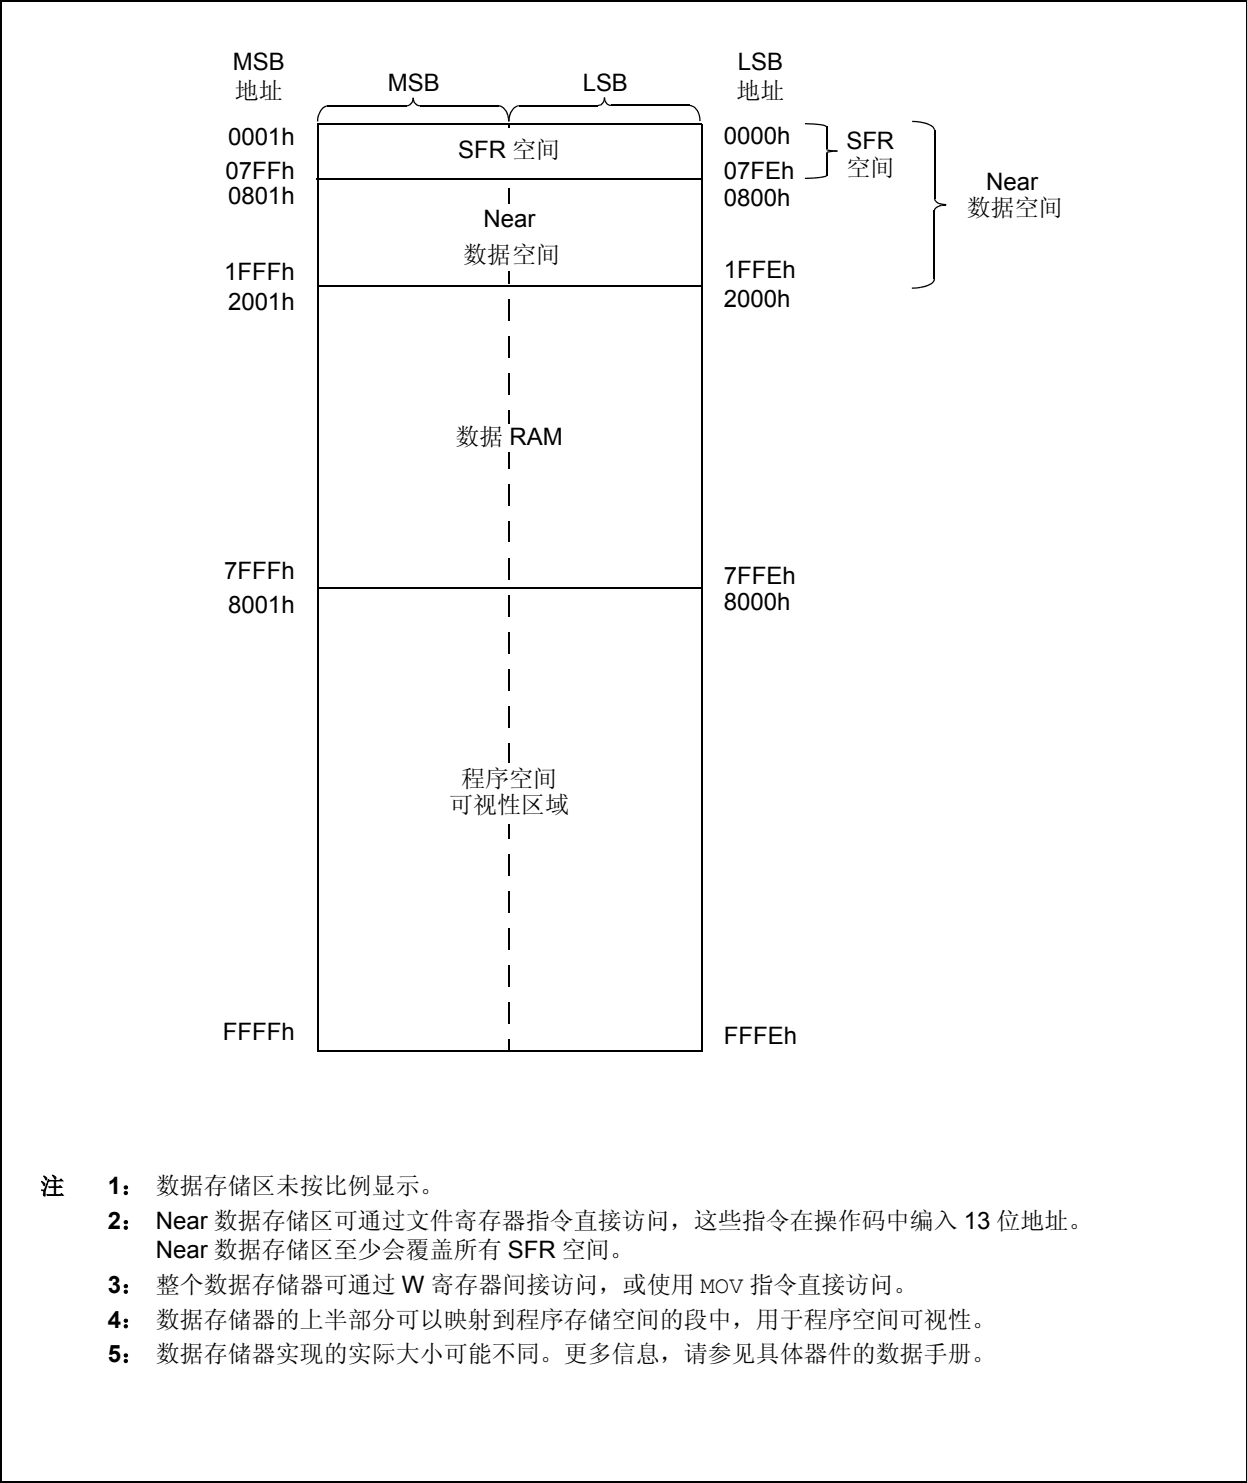 MSB
地址
MSB
LSB
LSB
地址
0001h
SFR 空间
0000h
SFR
空间
07FFh
07FEh
0801h
0800h
Near
数据空间
Near
数据空间
1FFFh
1FFEh
2001h
2000h
数据 RAM
7FFFh
7FFEh
8001h
8000h
程序空间
可视性区域
FFFFh
FFFEh
注 1： 数据存储区未按比例显示。
2： Near 数据存储区可通过文件寄存器指令直接访问，这些指令在操作码中编入 13 位地址。
Near 数据存储区至少会覆盖所有 SFR 空间。
3： 整个数据存储器可通过 W 寄存器间接访问，或使用 MOV 指令直接访问。
4： 数据存储器的上半部分可以映射到程序存储空间的段中，用于程序空间可视性。
5： 数据存储器实现的实际大小可能不同。更多信息，请参见具体器件的数据手册。